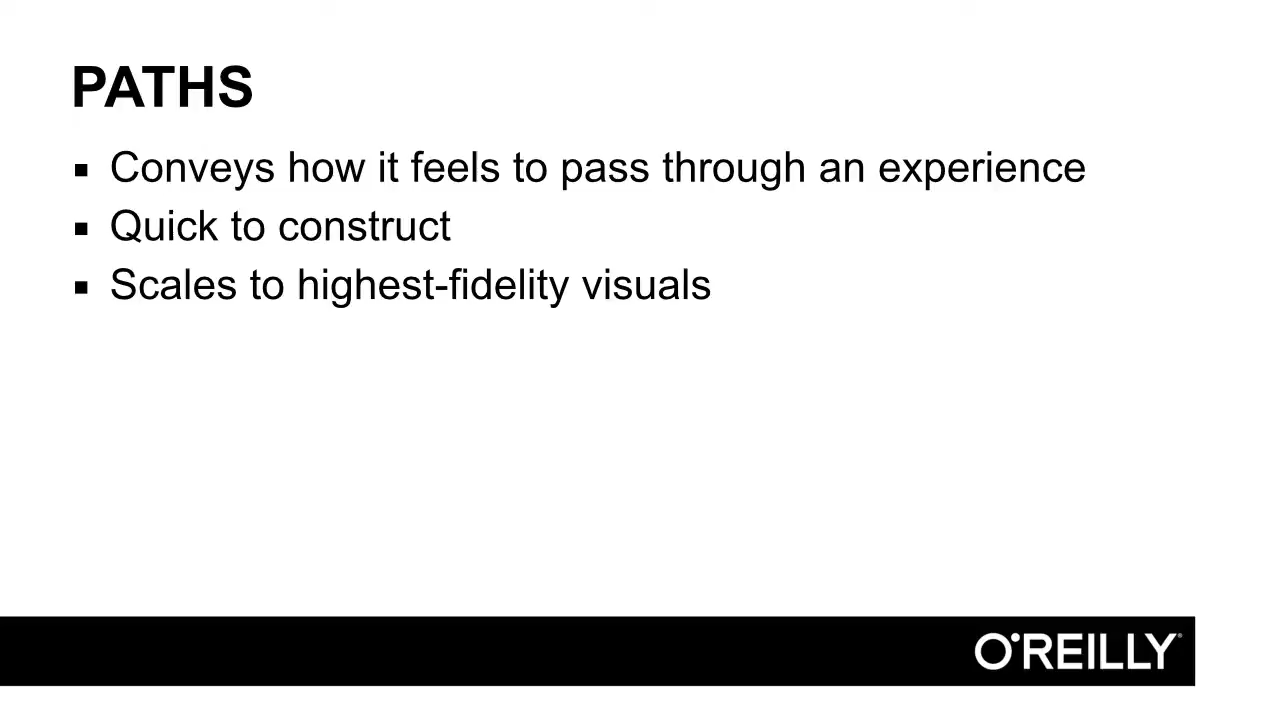 PATHS
▪ Conveys how it feels to pass through an experience
▪ Quick to construct
▪ Scales to highest-fidelity visuals
O'REILLY®